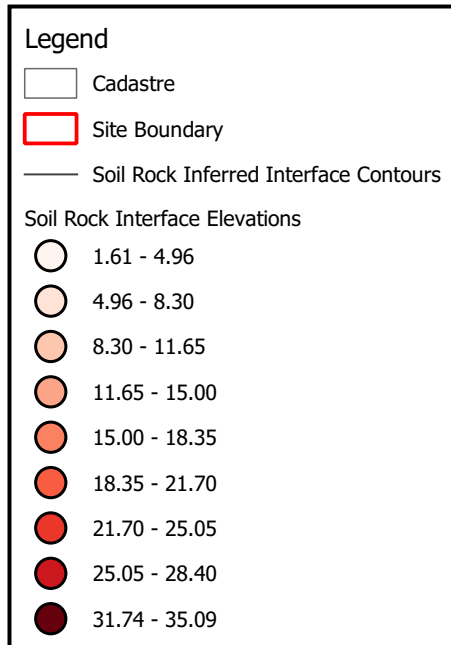 Legend
Cadastre
Site Boundary
Soil Rock Inferred Interface Contours
Soil Rock Interface Elevations
1.61 - 4.96
4.96 - 8.30
8.30 - 11.65
11.65 - 15.00
15.00 - 18.35
18.35 - 21.70
21.70 - 25.05
25.05 - 28.40
31.74 - 35.09